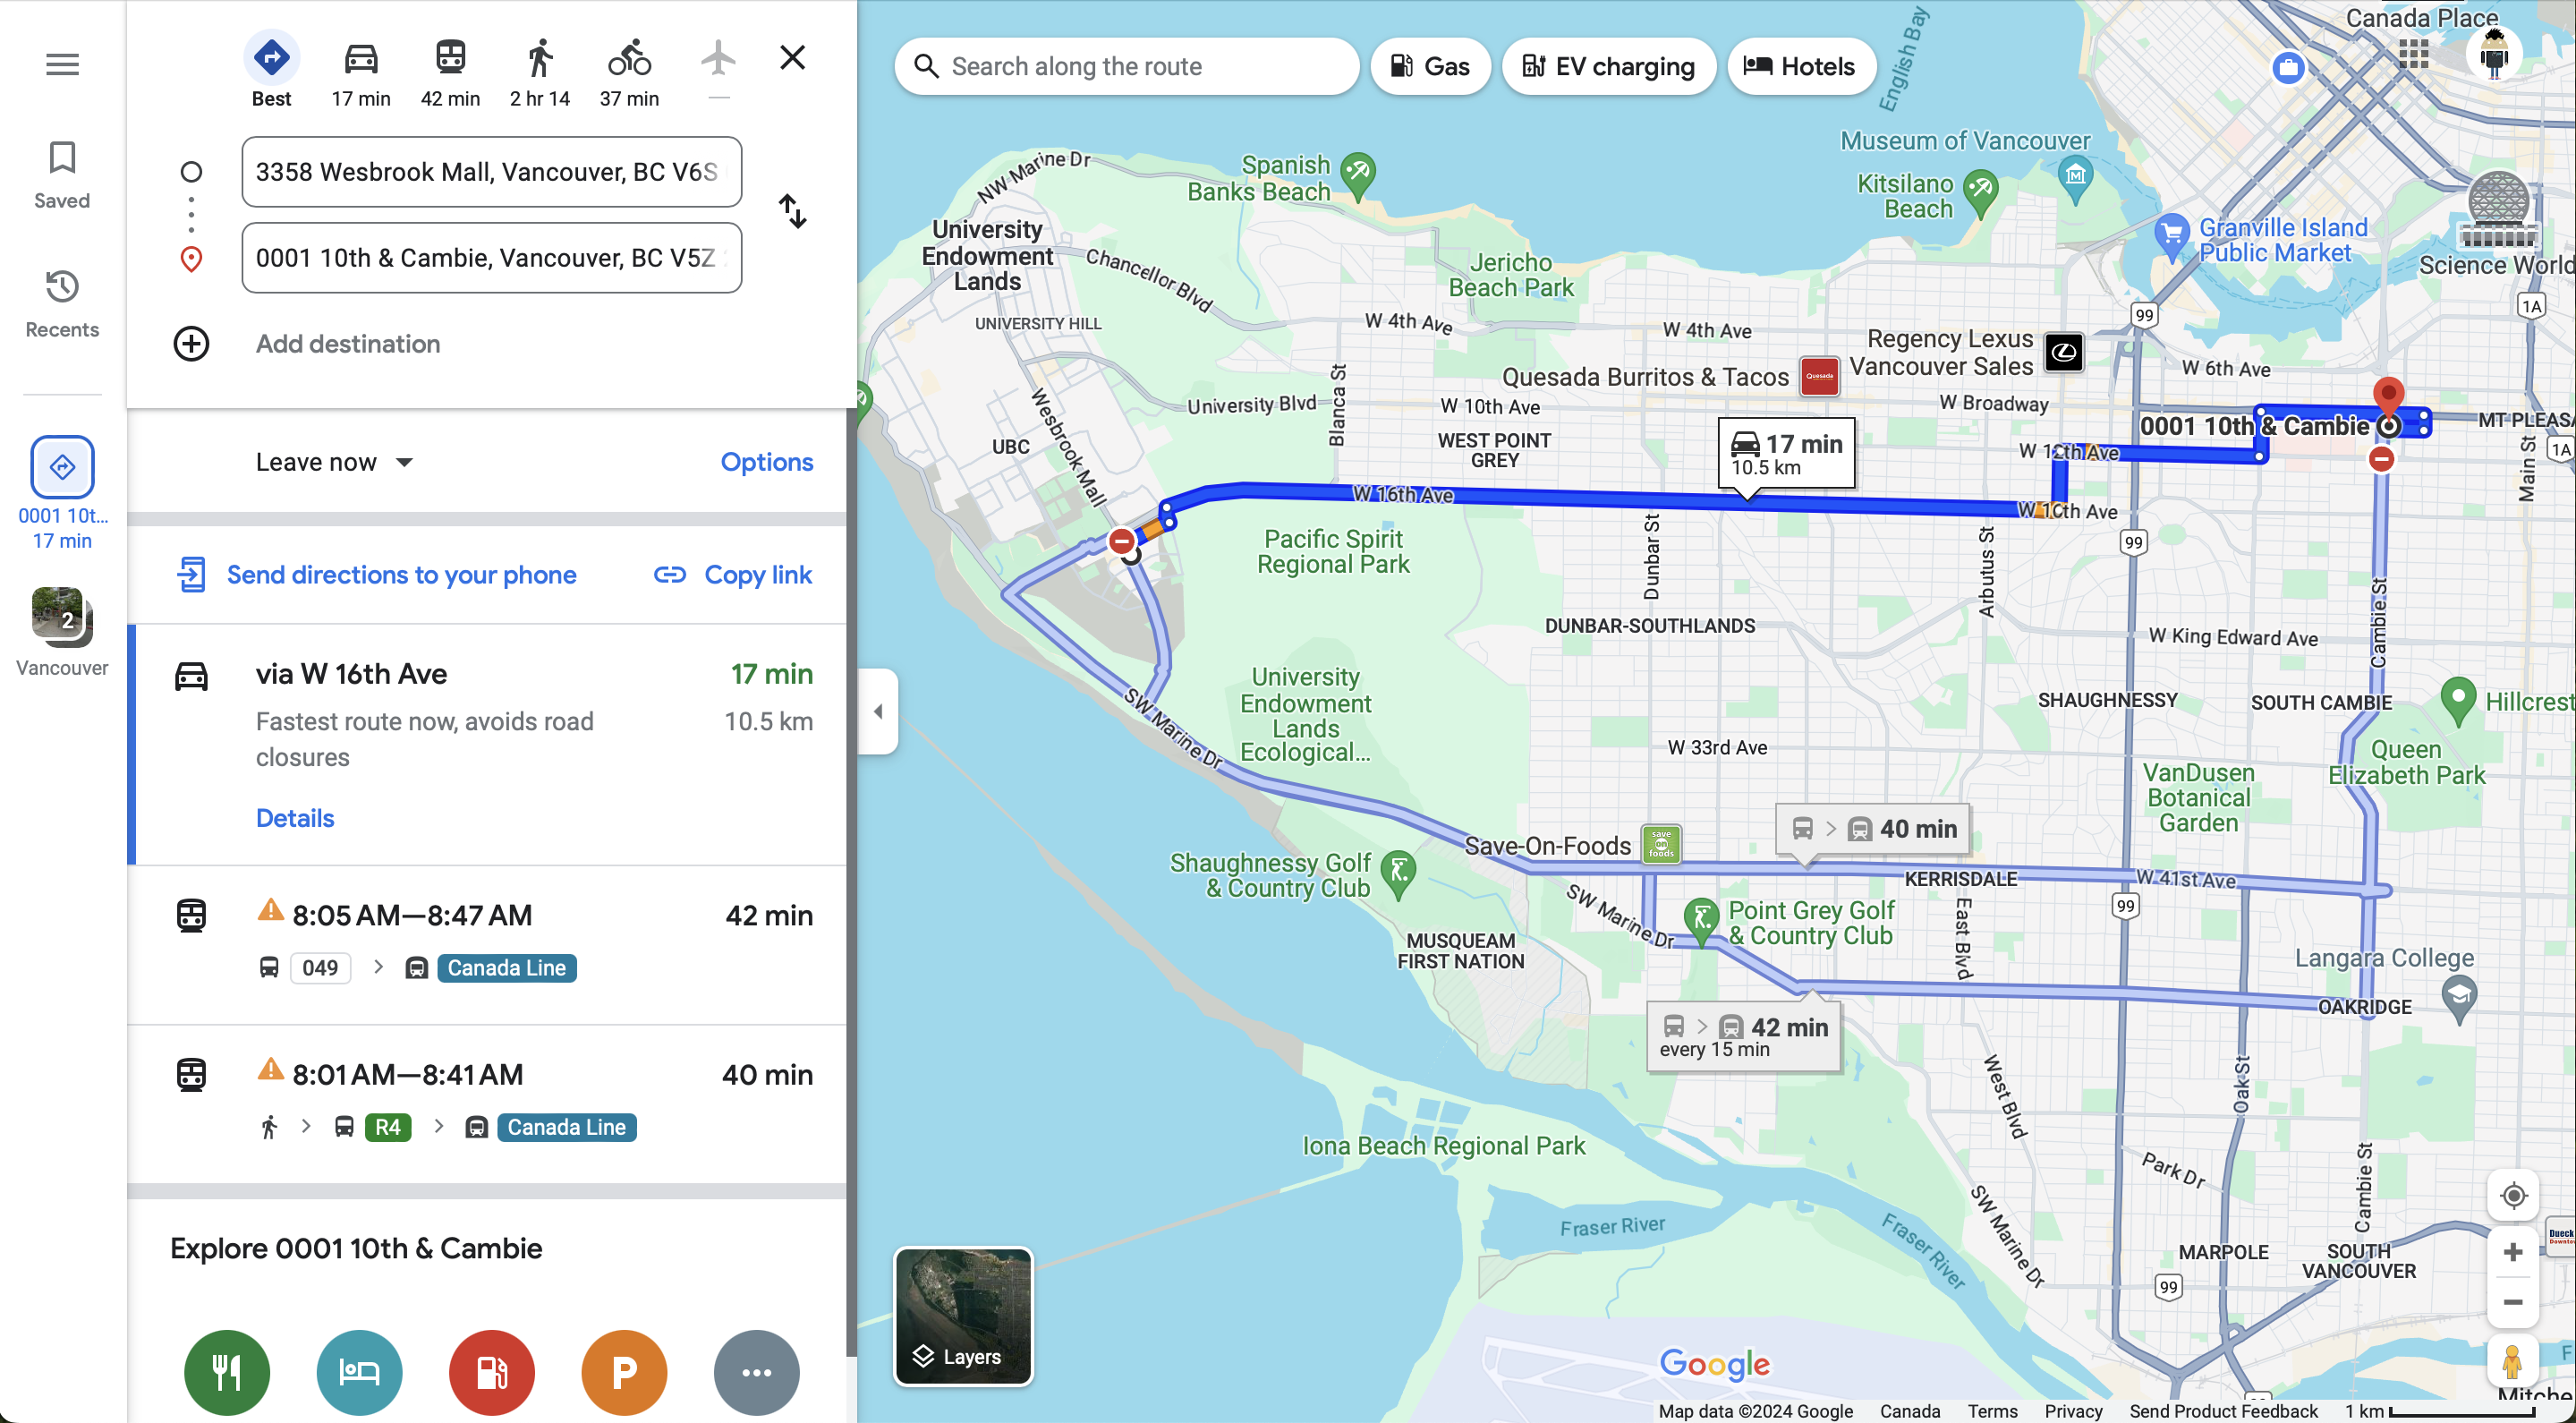 Best
17 min
42 min
2 hr 14
37 min
3358 Wesbrook Mall, Vancouver, BC V6S
0001 10th & Cambie, Vancouver, BC V5Z
Add destination
Saved
Recents
0001 10t...
17 min
2
Vancouver
Leave now
Options
Send directions to your phone
Copy link
via W 16th Ave
17 min
Fastest route now, avoids road
10.5 km
closures
Details
8:05 AM—8:47 AM
42 min
049
Canada Line
8:01 AM—8:41 AM
40 min
R4
Canada Line
Explore 0001 10th & Cambie
P
Search along the route
Gas
EV charging
Hotels
Canada Place
English Bay
Museum of Vancouver
NW Marine Dr
Spanish
Banks Beach
Kitsilano
Beach
University
Endowment
Lands
Granville Island
Public Market
Science World
Chancellor Blvd
Jericho
Beach Park
UNIVERSITY HILL
W 4th Ave
W 4th Ave
99
1A
Regency Lexus
Vancouver Sales
W 6th Ave
Quesada Burritos & Tacos
Blanca St
University Blvd
W 10th Ave
W Broadway
MT PLEASA
0001 10th & Cambie
Wesbrook Mall
UBC
WEST POINT
GREY
17 min
10.5 km
W 12th Ave
Main St
1A
W 16th Ave
W 16th Ave
Pacific Spirit
Regional Park
Dunbar St
Arbutus St
99
Cambie St
DUNBAR-SOUTHLANDS
W King Edward Ave
University
Endowment
Lands
Ecological...
SHAUGHNESSY
SOUTH CAMBIE
Hillcrest
SW Marine Dr
W 33rd Ave
Queen
Elizabeth Park
VanDusen
Botanical
Garden
40 min
Save-On-Foods
save
on
foods
Shaughnessy Golf
& Country Club
KERRISDALE
W 41st Ave
SW Marine Dr
99
Point Grey Golf
& Country Club
East Blvd
MUSQUEAM
FIRST NATION
Langara College
OAKRIDGE
42 min
every 15 min
West Blvd
Oak St
Iona Beach Regional Park
Park Dr
Cambie St
SW Marine Dr
Fraser River
Fraser River
MARPOLE
SOUTH
VANCOUVER
99
Dueck
Layers
Google
Mitche
Map data ©2024 Google
Canada
Terms
Privacy
Send Product Feedback
1 km